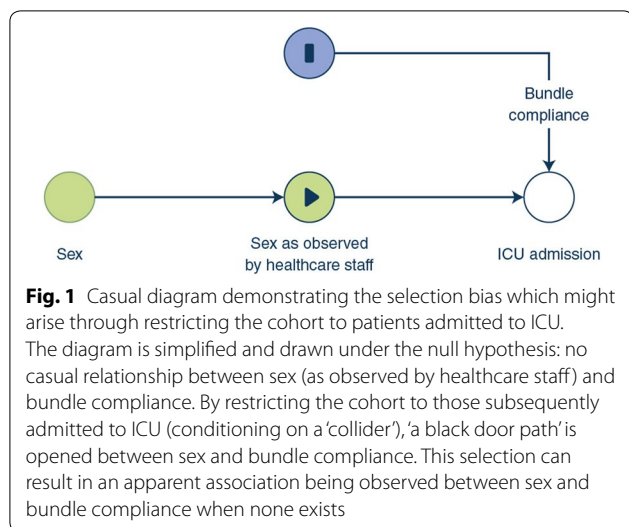 Bundle
compliance
Sex
Sex as observed
by healthcare staff
ICU admission
Fig. 1 Casual diagram demonstrating the selection bias which might
arise through restricting the cohort to patients admitted to ICU.
The diagram is simplified and drawn under the null hypothesis: no
casual relationship between sex (as observed by healthcare staff) and
bundle compliance. By restricting the cohort to those subsequently
admitted to ICU (conditioning on a ‘collider’), ‘a black door path’ is
opened between sex and bundle compliance. This selection can
result in an apparent association being observed between sex and
bundle compliance when none exists